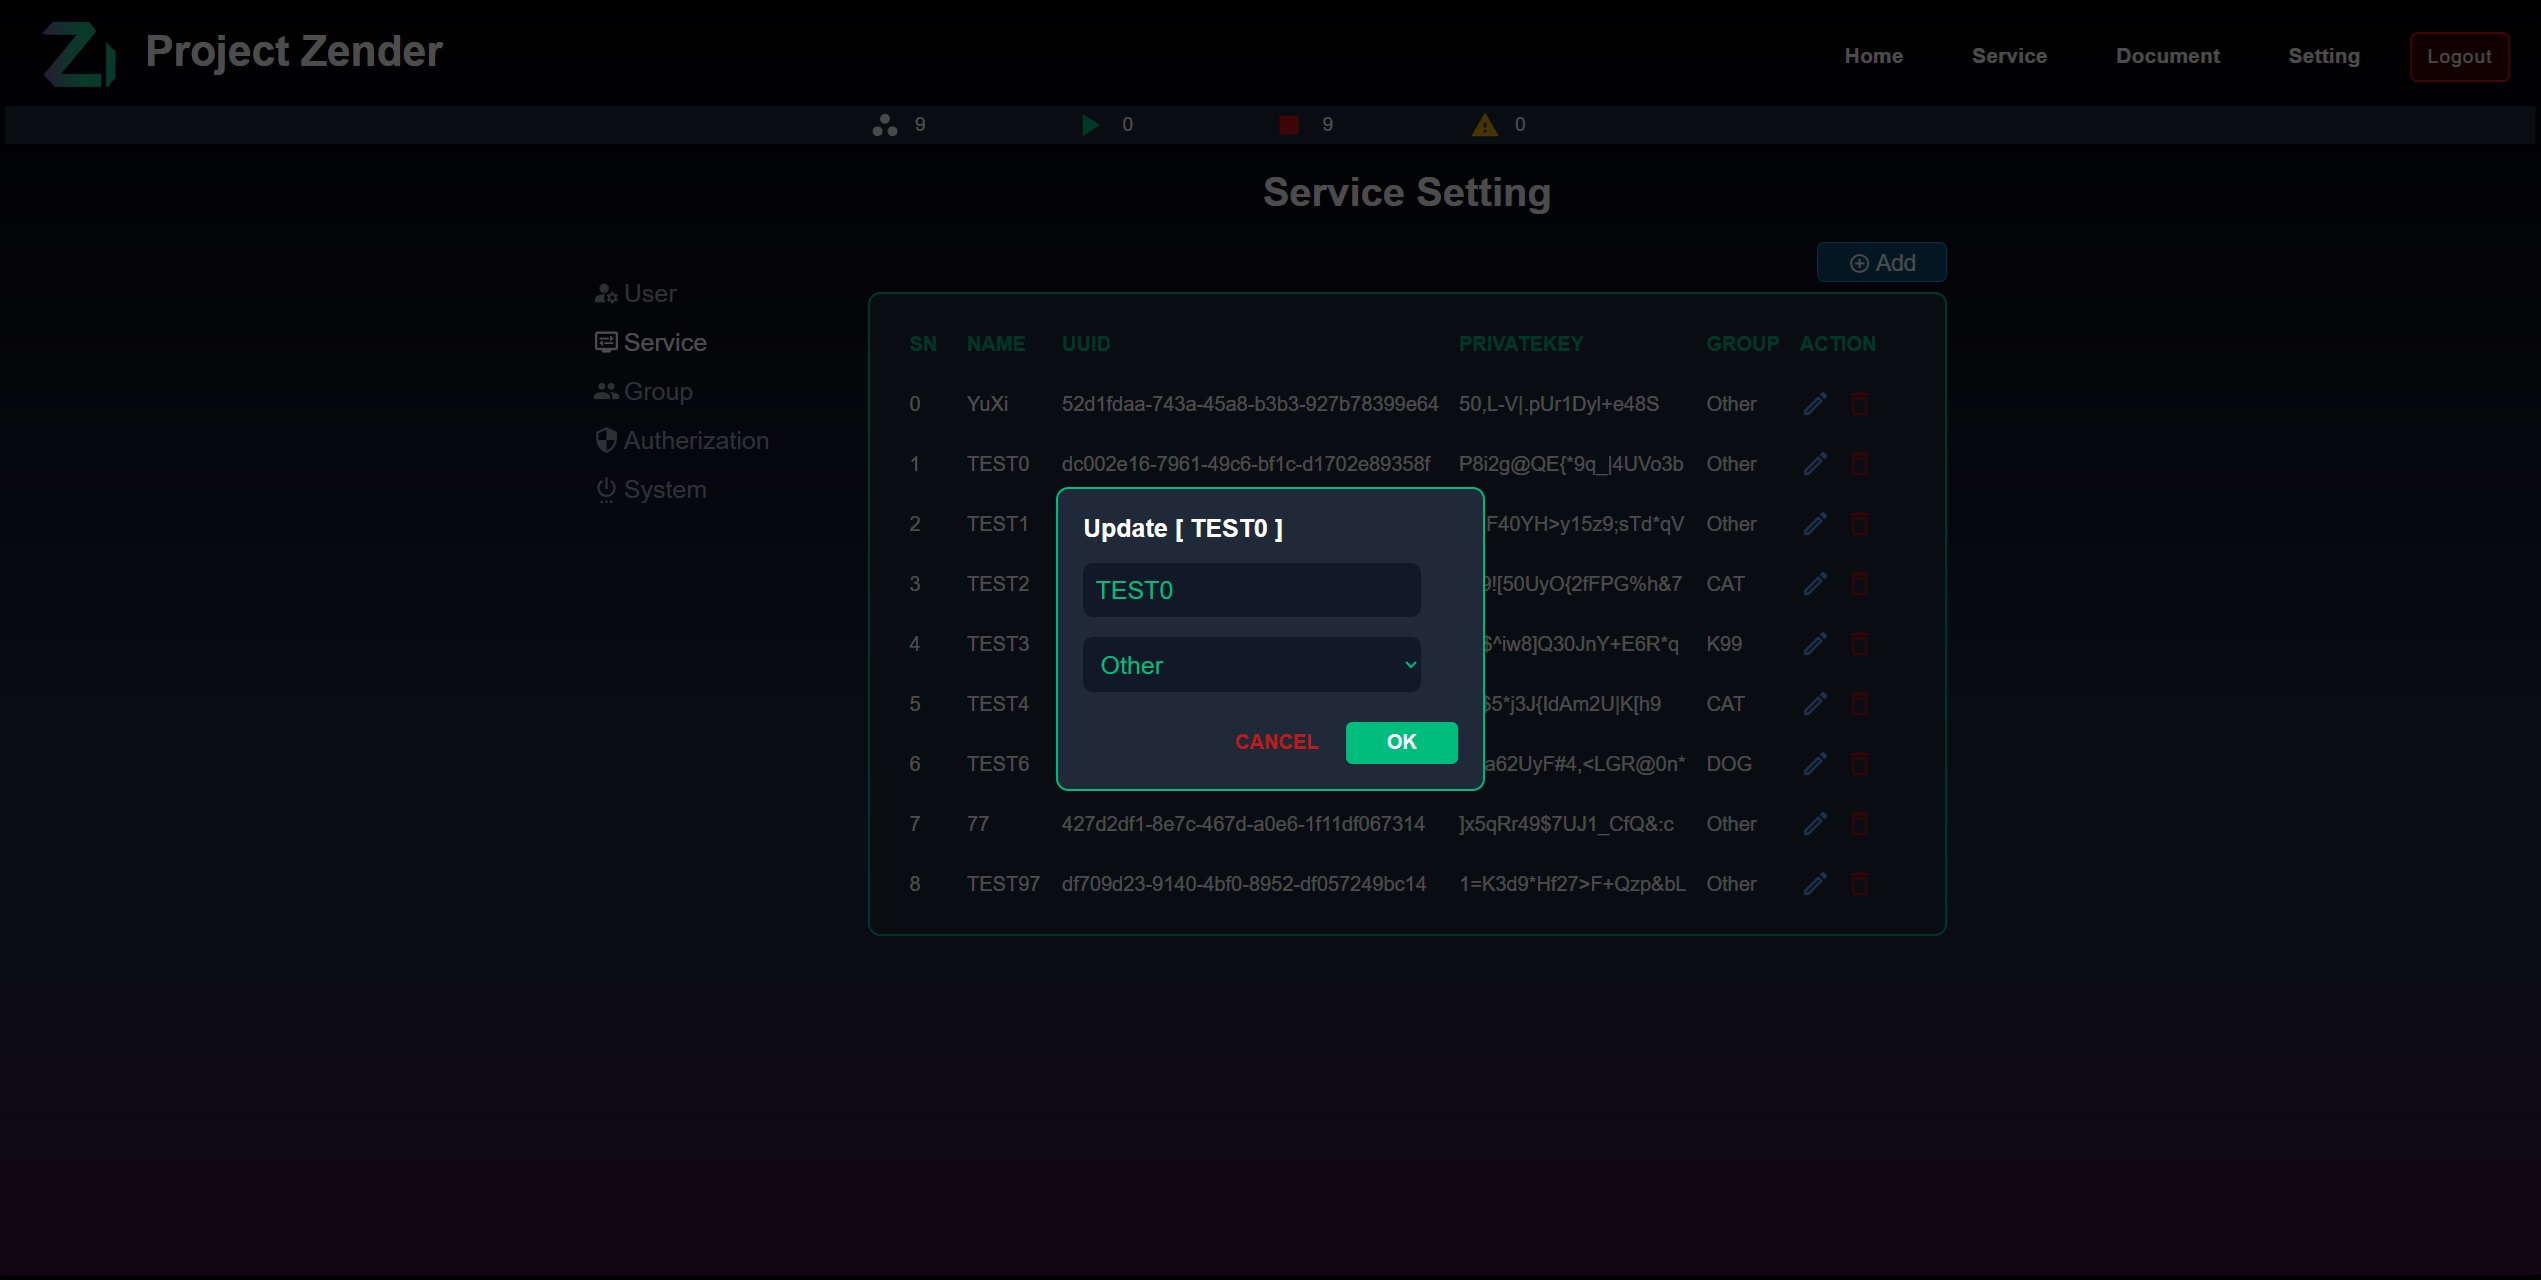 Project Zender
Home Service Document Setting Logout
9 0 9 0
Service Setting
Add
User
Service
Group
Autherization
System
SN NAME UUID PRIVATEKEY GROUP ACTION
0 YuXi 52d1fdaa-743a-45a8-b3b3-927b78399e64 50,L-V|.pUr1Dyl+e48S Other
1 TEST0 dc002e16-7961-49c6-bf1c-d1702e89358f P8i2g@QE{*9q_|4UVo3b Other
2 TEST1 F40YH>y15z9;sTd*qV Other
3 TEST2 9![50UyO{2fFPG%h&7 CAT
4 TEST3 $^iw8]Q30JnY+E6R*q K99
5 TEST4 $5*j3J{IdAm2U|K[h9 CAT
6 TEST6 a62UyF#4,<LGR@0n* DOG
7 77 427d2df1-8e7c-467d-a0e6-1f11df067314 ]x5qRr49$7UJ1_CfQ&:c Other
8 TEST97 df709d23-9140-4bf0-8952-df057249bc14 1=K3d9*Hf27>F+Qzp&bL Other
Update [ TEST0 ]
TEST0
Other
CANCEL OK